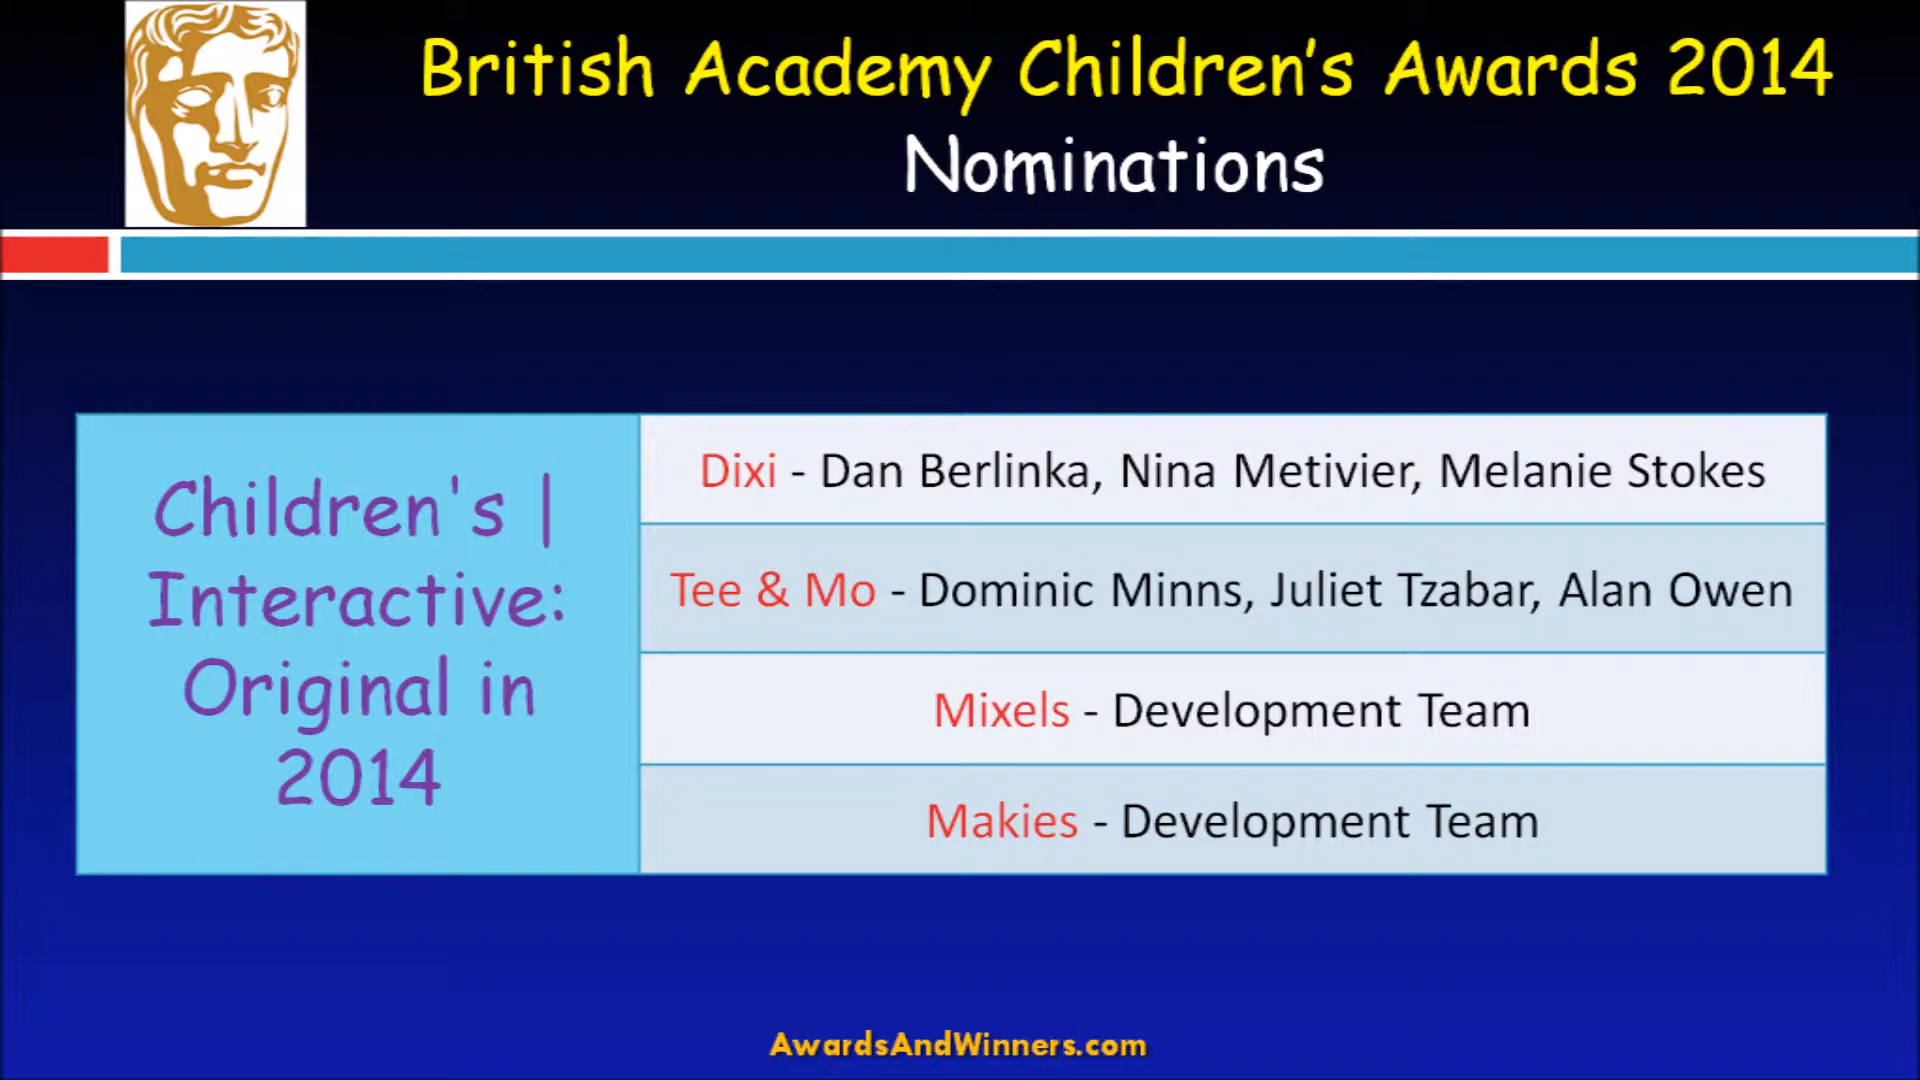 British Academy Children’s Awards 2014
Nominations
Children's |
Interactive:
Original in
2014
Dixi - Dan Berlinka, Nina Metivier, Melanie Stokes
Tee & Mo - Dominic Minns, Juliet Tzabar, Alan Owen
Mixels - Development Team
Makies - Development Team
AwardsAndWinners.com